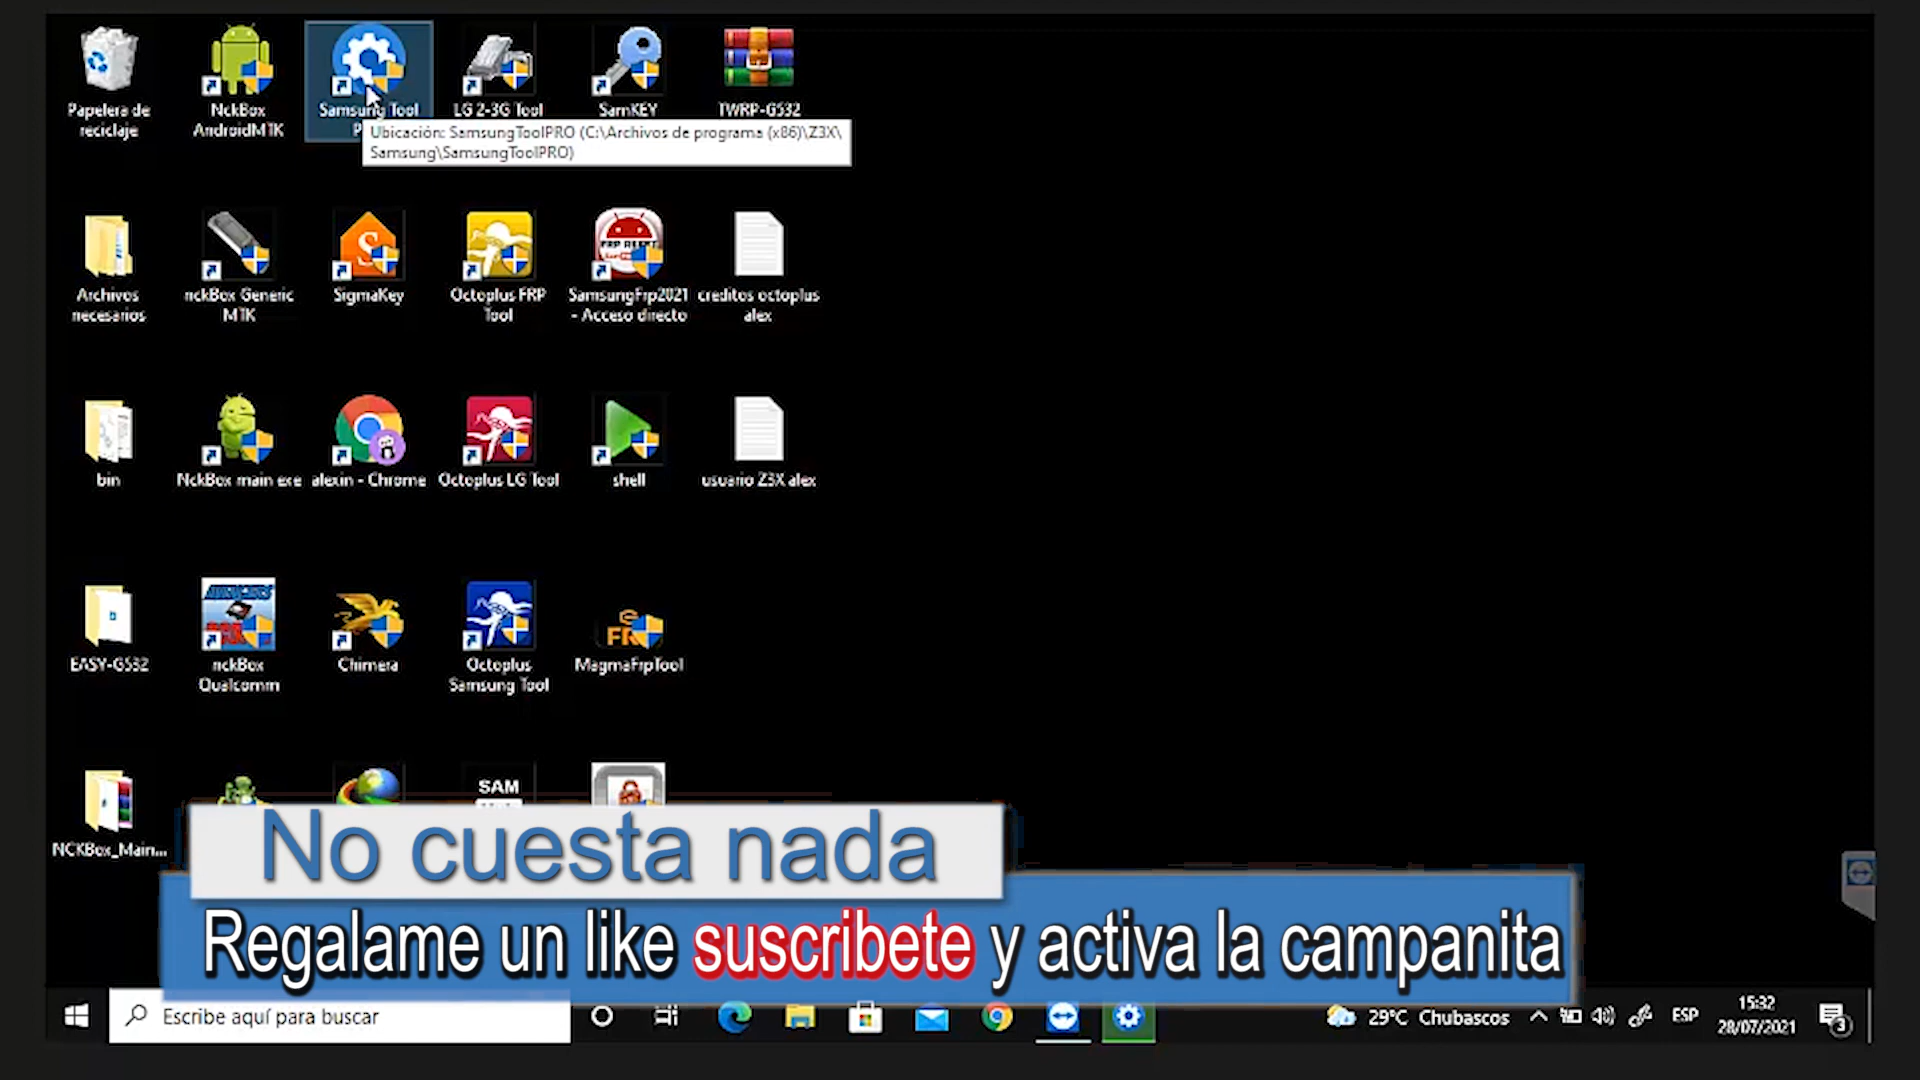 Papelera de
reciclaje
NckBox
AndroidMTK
Samsung Tool
LG 2-3G Tool
SamKEY
TWRP-G532
Ubicación: SamsungToolPRO (C:\Archivos de programa (x86)\Z3X\
Samsung\SamsungToolPRO)
Archivos
necesarios
nckBox Generic
MTK
SigmaKey
Octoplus FRP
Tool
SamsungFrp2021
- Acceso directo
creditos octoplus
alex
bin
NckBox main exe
alexin - Chrome
Octoplus LG Tool
shell
usuario Z3X alex
EASY-G532
nckBox
Qualcomm
Chimera
Octoplus
Samsung Tool
MagmaFrpTool
NCKBox_Main...
SAM
No cuesta nada
Regalame un like suscribete y activa la campanita
Escribe aquí para buscar
29°C Chubascos
ESP
15:32
28/07/2021
3